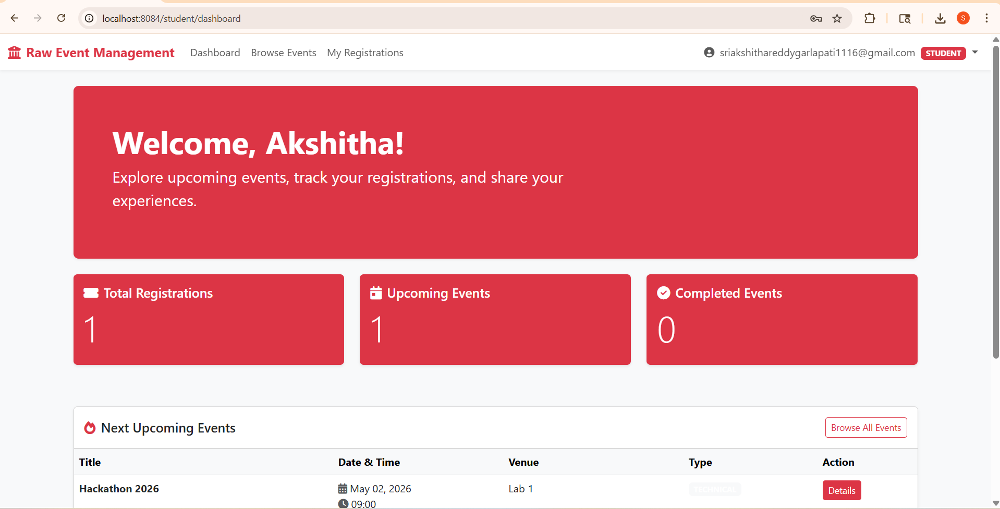 localhost:8084/student/dashboard
S
Raw Event Management
Dashboard
Browse Events
My Registrations
sriakshithareddygarlapati1116@gmail.com
STUDENT
Welcome, Akshitha!
Explore upcoming events, track your registrations, and share your
experiences.
Total Registrations
1
Upcoming Events
1
Completed Events
0
Next Upcoming Events
Browse All Events
Title
Date & Time
Venue
Type
Action
Hackathon 2026
May 02, 2026
Lab 1
TECHNICAL
Details
09:00